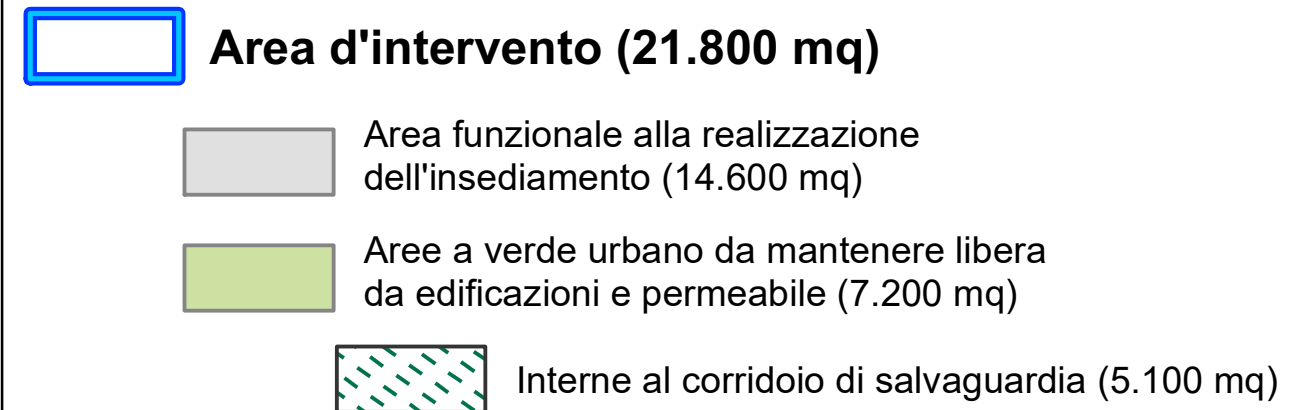 Area d'intervento (21.800 mq)
Area funzionale alla realizzazione
dell'insediamento (14.600 mq)
Aree a verde urbano da mantenere libera
da edificazioni e permeabile (7.200 mq)
Interne al corridoio di salvaguardia (5.100 mq)